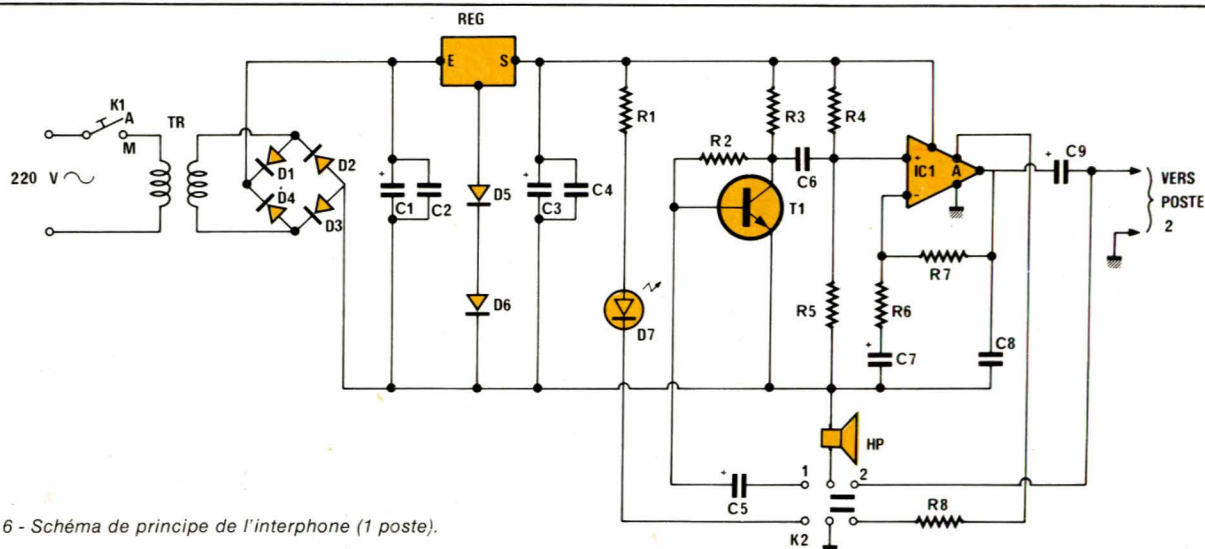 REG
E
S
K1
A
M
TR
220 V
D1
D2
D4
D3
C1
C2
D5
D6
C3
C4
R1
D7
R2
R3
R4
C6
T1
R5
+
-
IC1
A
R7
R6
C7
C8
C9
VERS
POSTE
2
HP
1
2
C5
K2
R8
6 - Schéma de principe de l'interphone (1 poste).